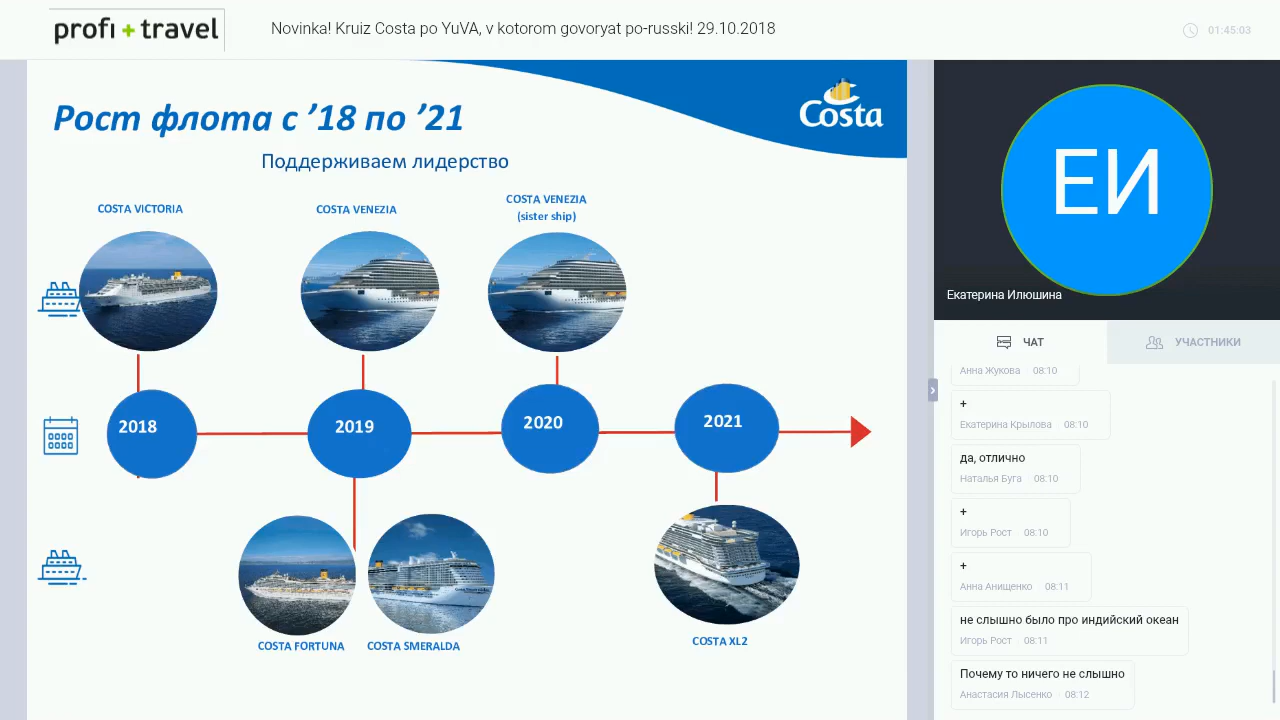 profi + travel
Novinka! Kruiz Costa po YuVA, v kotorom govoryat po-russki! 29.10.2018
01:45:03
Рост флота с ’18 по ’21
Поддерживаем лидерство
Costa
COSTA VICTORIA
COSTA VENEZIA
COSTA VENEZIA
(sister ship)
2018
2019
2020
2021
COSTA FORTUNA
COSTA SMERALDA
COSTA XL2
ЕИ
Екатерина Илюшина
ЧАТ
УЧАСТНИКИ
Анна Жукова 08:10
+
Екатерина Крылова 08:10
да, отлично
Наталья Буга 08:10
+
Игорь Рост 08:10
+
Анна Анищенко 08:11
не слышно было про индийский океан
Игорь Рост 08:11
Почему то ничего не слышно
Анастасия Лысенко 08:12